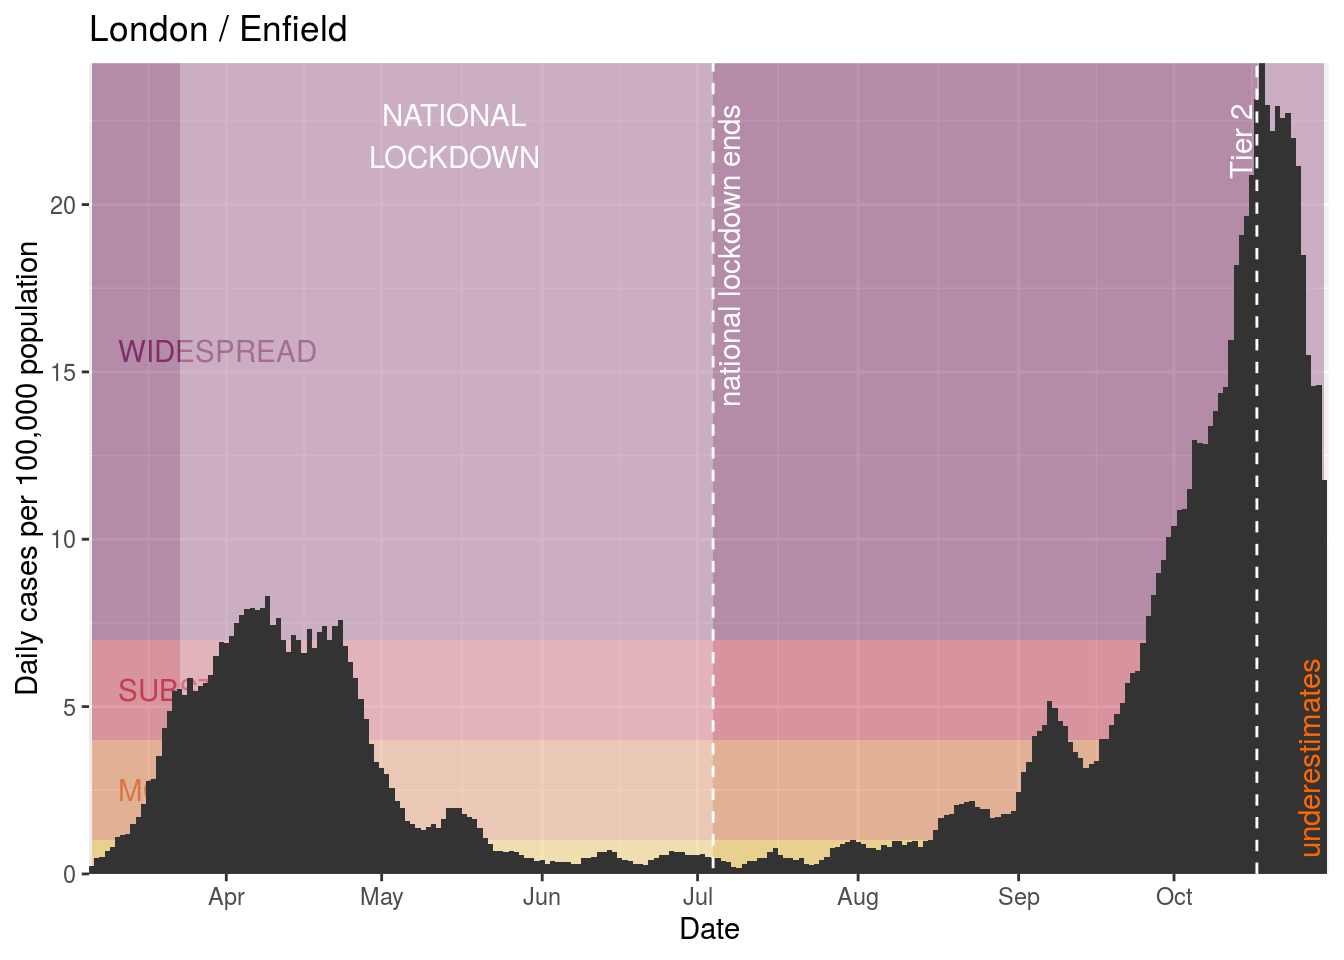 London / Enfield
NATIONAL
LOCKDOWN
national lockdown ends
Tier 2
WIDESPREAD
underestimates
20
15
10
5
0
Apr
May
Jun
Jul
Aug
Sep
Oct
Date
Daily cases per 100,000 population